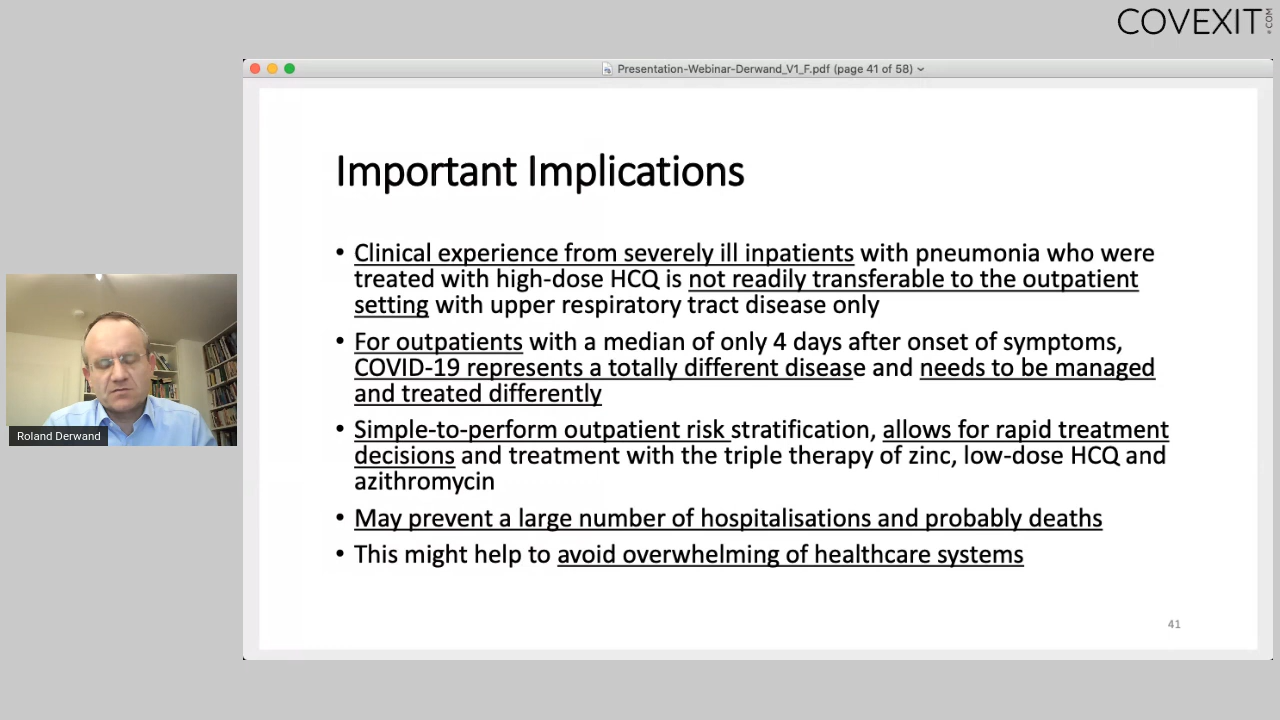 COVEXIT
.COM
Presentation-Webinar-Derwand_V1_F.pdf (page 41 of 58)
Important Implications
• Clinical experience from severely ill inpatients with pneumonia who were
treated with high-dose HCQ is not readily transferable to the outpatient
setting with upper respiratory tract disease only
• For outpatients with a median of only 4 days after onset of symptoms,
COVID-19 represents a totally different disease and needs to be managed
and treated differently
• Simple-to-perform outpatient risk stratification, allows for rapid treatment
decisions and treatment with the triple therapy of zinc, low-dose HCQ and
azithromycin
• May prevent a large number of hospitalisations and probably deaths
• This might help to avoid overwhelming of healthcare systems
41
Roland Derwand